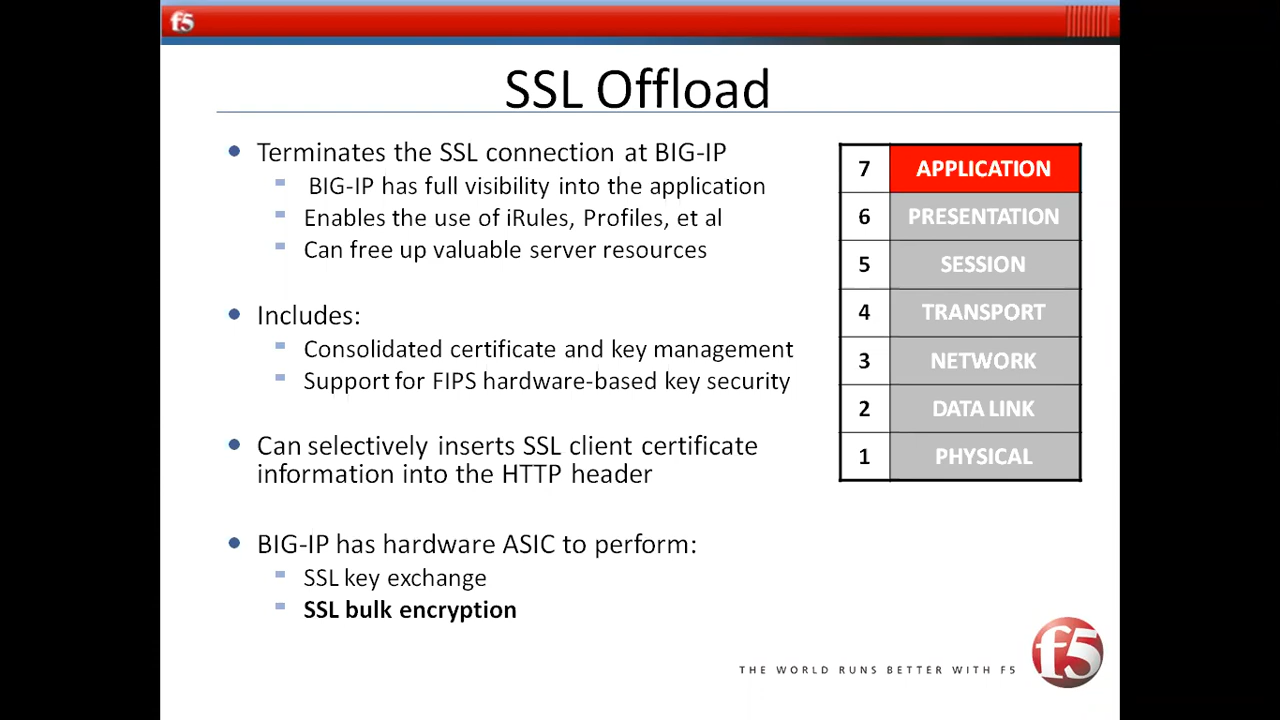 f5
SSL Offload
Terminates the SSL connection at BIG-IP
BIG-IP has full visibility into the application
Enables the use of iRules, Profiles, et al
Can free up valuable server resources
Includes:
Consolidated certificate and key management
Support for FIPS hardware-based key security
Can selectively inserts SSL client certificate
information into the HTTP header
BIG-IP has hardware ASIC to perform:
SSL key exchange
SSL bulk encryption
7 APPLICATION
6 PRESENTATION
5 SESSION
4 TRANSPORT
3 NETWORK
2 DATA LINK
1 PHYSICAL
THE WORLD RUNS BETTER WITH F5
f5